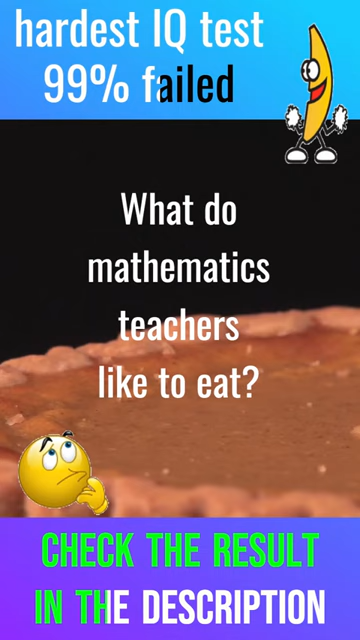 hardest IQ test
99% failed
What do
mathematics
teachers
like to eat?
CHECK THE RESULT
IN THE DESCRIPTION